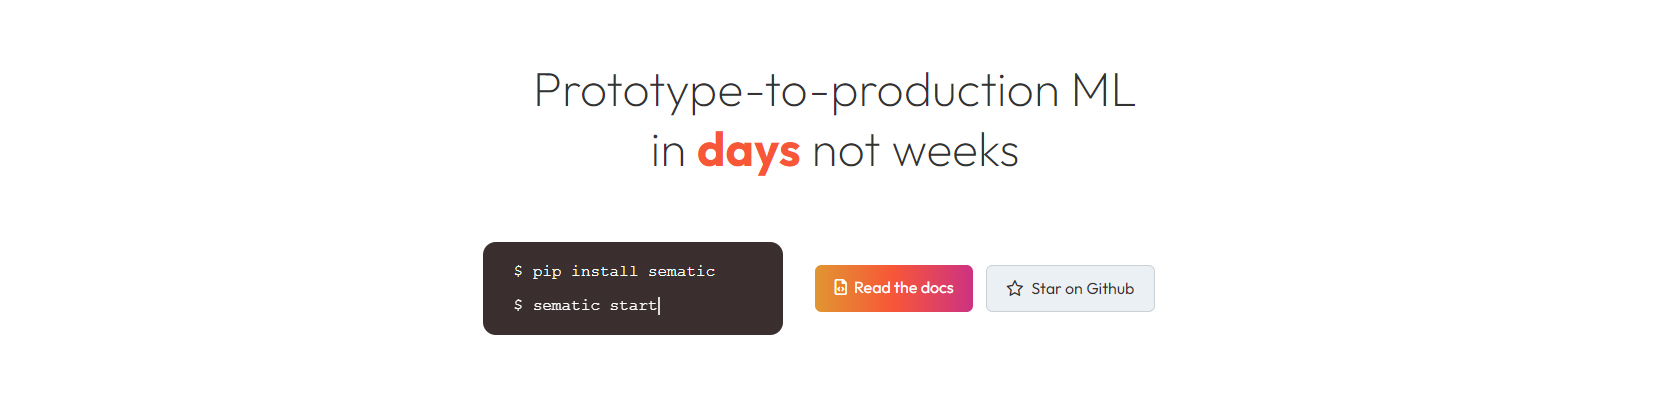 Prototype-to-production ML
in days not weeks
$ pip install sematic
$ sematic start
Read the docs
Star on Github